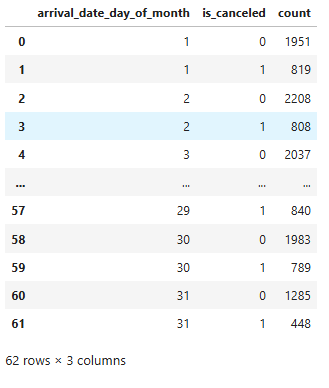 arrival_date_day_of_month is_canceled count
0 1 0 1951
1 1 1 819
2 2 0 2208
3 2 1 808
4 3 0 2037
... ... ... ...
57 29 1 840
58 30 0 1983
59 30 1 789
60 31 0 1285
61 31 1 448
62 rows × 3 columns